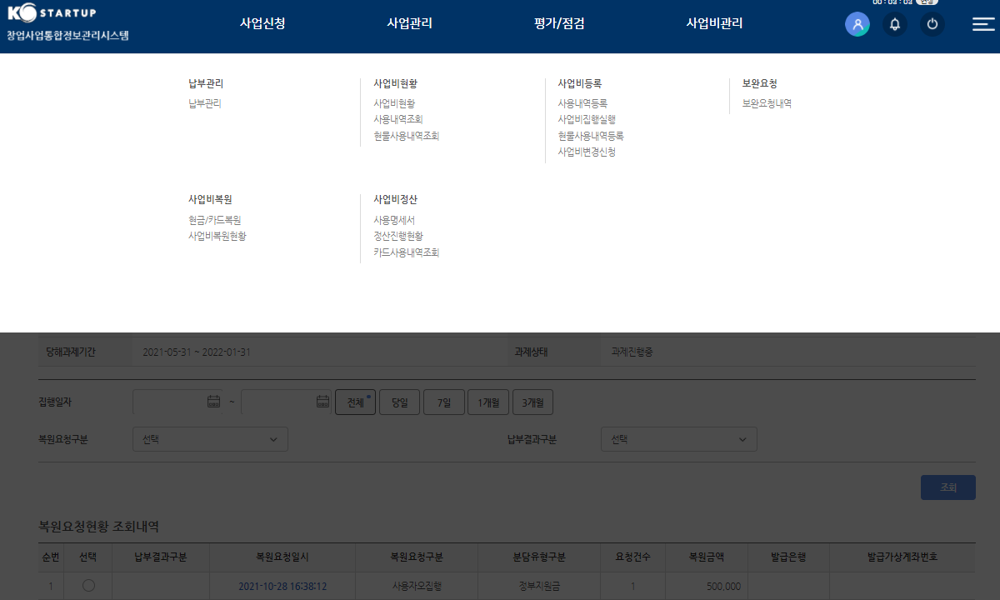 KO STARTUP
창업사업통합정보관리시스템
사업신청 사업관리 평가/점검 사업비관리
납부관리 사업비현황 사업비등록 보완요청
납부관리 사업비현황 사용내역등록 보완요청내역
사용내역조회 사업비집행실행
현물사용내역조회 현물사용내역등록
사업비변경신청
사업비복원 사업비정산
현금/카드복원 사용명세서
사업비복원현황 정산진행현황
카드사용내역조회
당해과제기간 2021-05-31 ~ 2022-01-31 과제상태 과제진행중
집행일자 ~ 전체 당일 7일 1개월 3개월
복원요청구분 선택 납부결과구분 선택
조회
복원요청현황 조회내역
순번 선택 납부결과구분 복원요청일시 복원요청구분 분담유형구분 요청건수 복원금액 발급은행 발급가상계좌번호
1 2021-10-28 16:38:12 사용자오집행 정부지원금 1 500,000